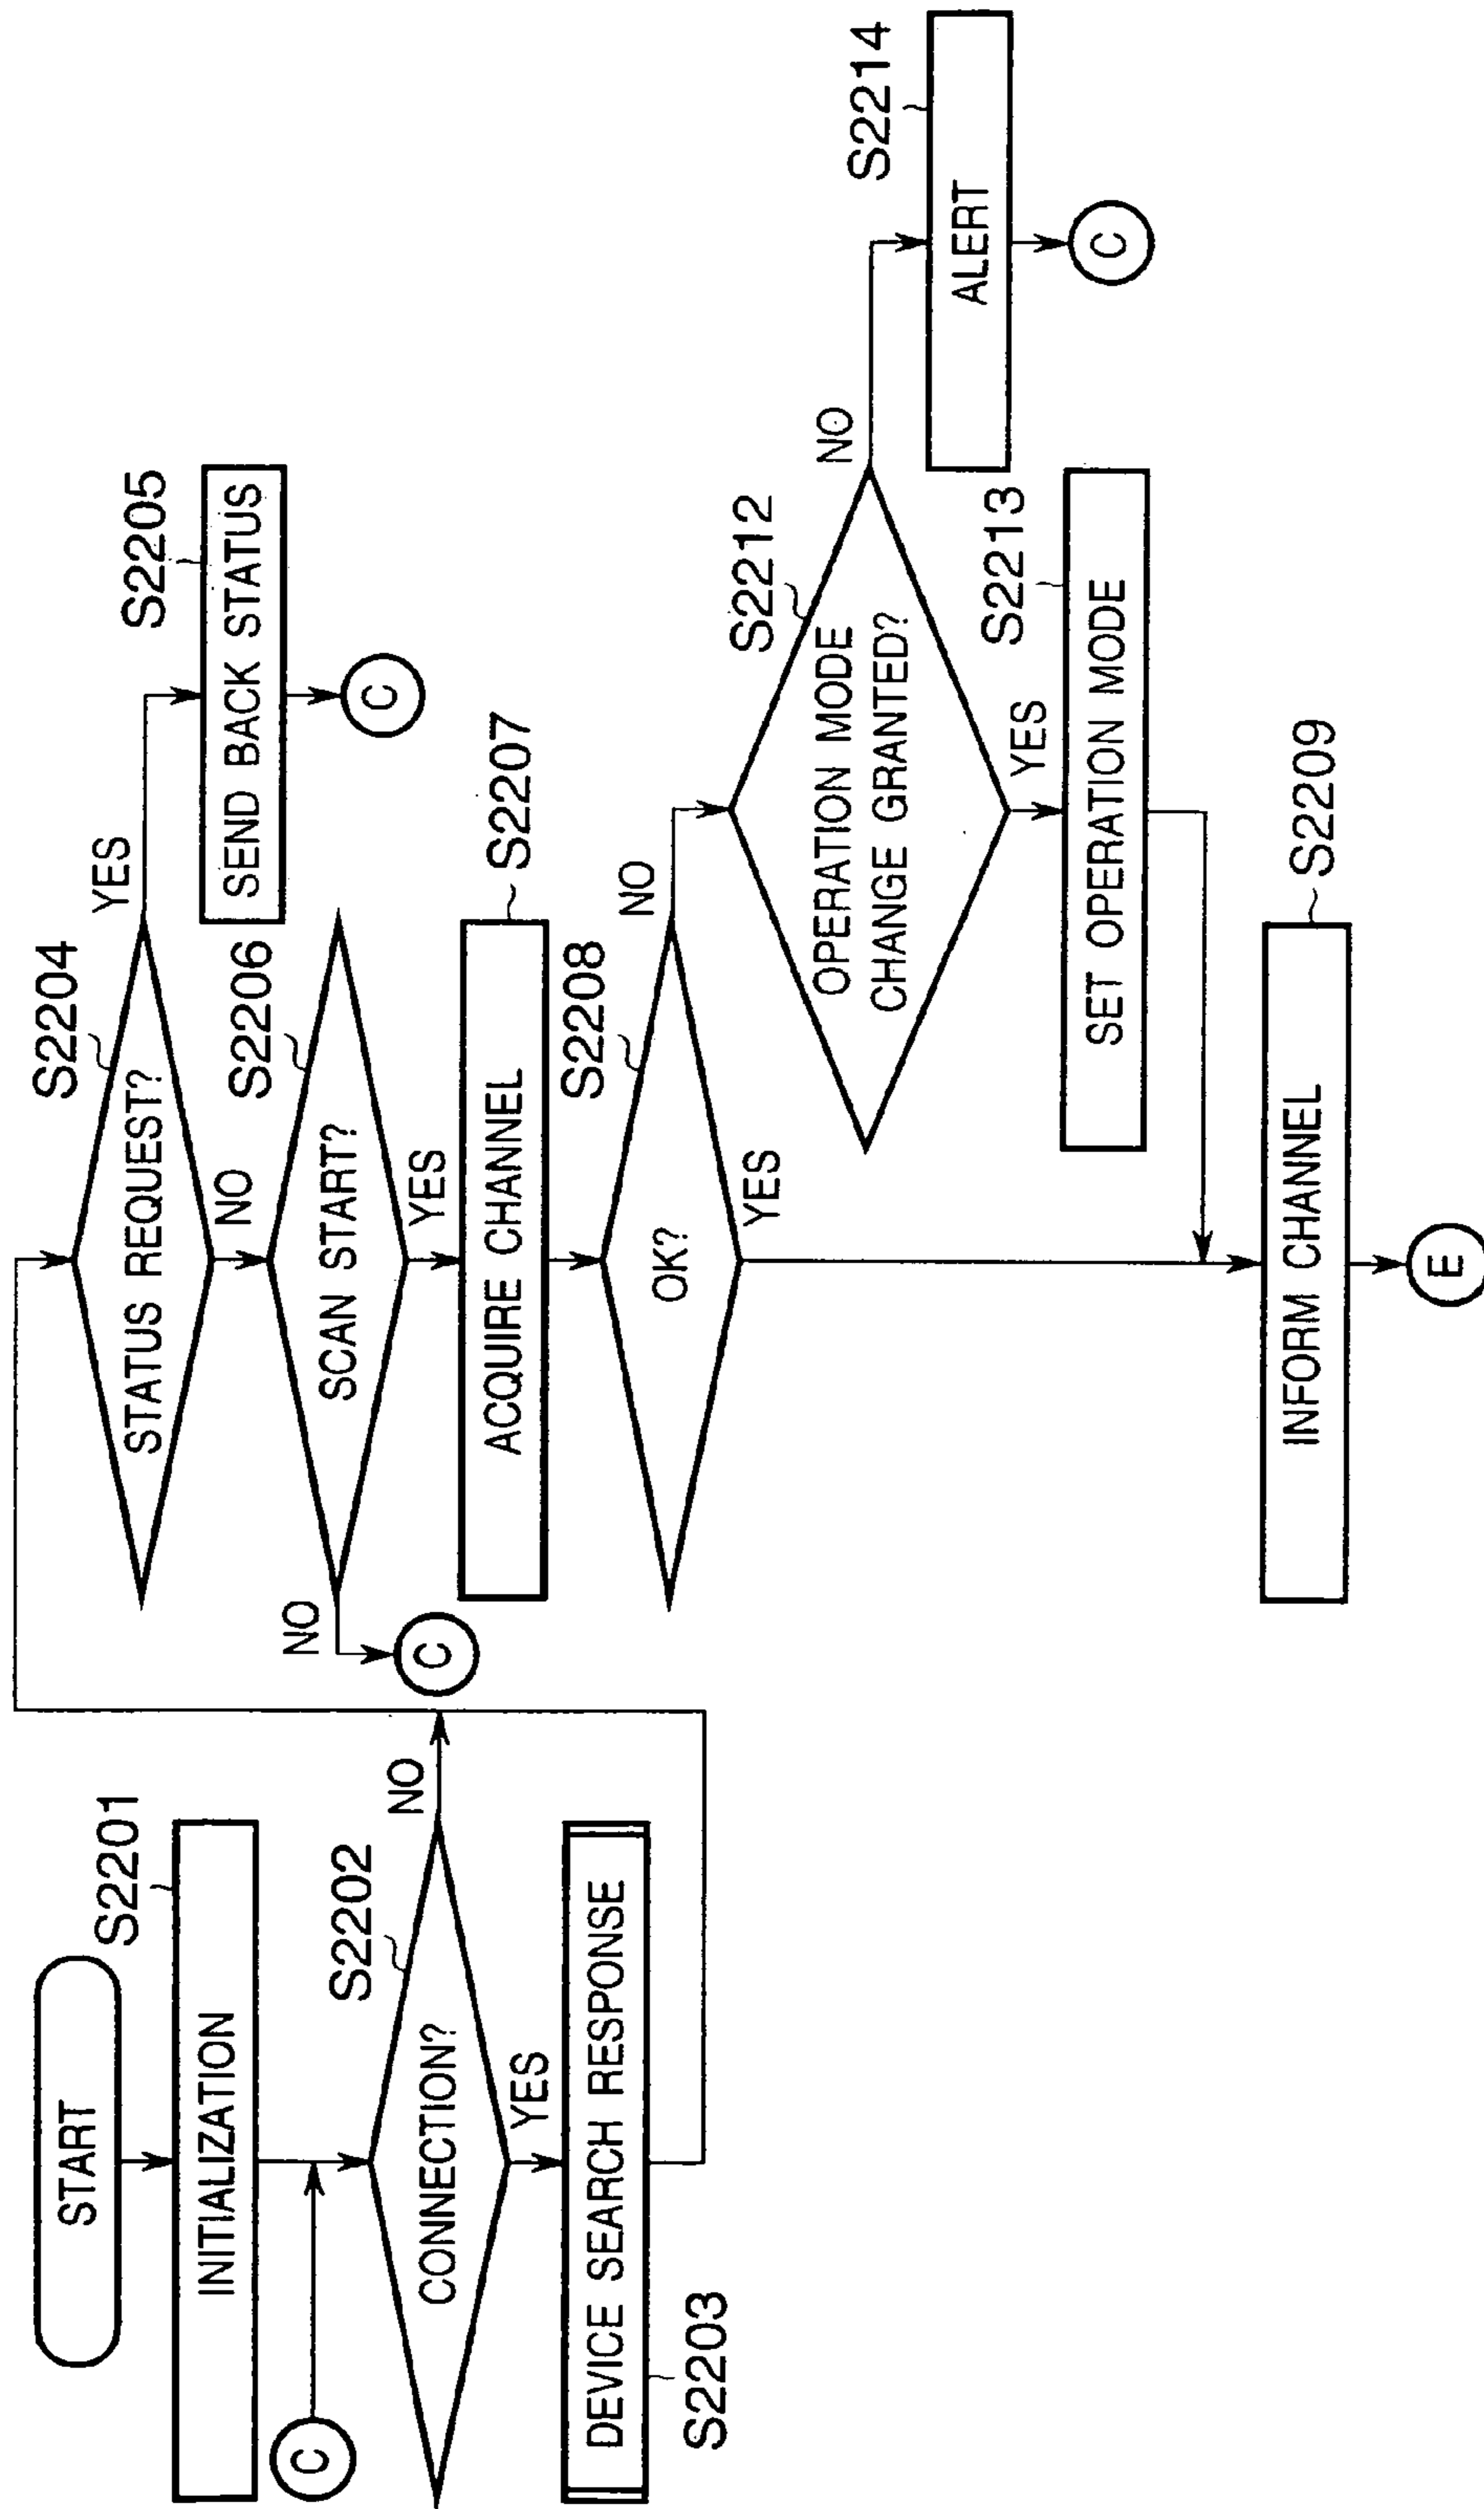 START
S2201
INITIALIZATION
C
S2202
CONNECTION?
NO
YES
DEVICE SEARCH RESPONSE
S2203
S2204
STATUS REQUEST?
YES
NO
S2205
SEND BACK STATUS
C
S2206
SCAN START?
NO
C
YES
S2207
ACQUIRE CHANNEL
S2208
OK?
NO
YES
S2212
OPERATION MODE
CHANGE GRANTED?
NO
YES
S2214
ALERT
C
S2213
SET OPERATION MODE
S2209
INFORM CHANNEL
E